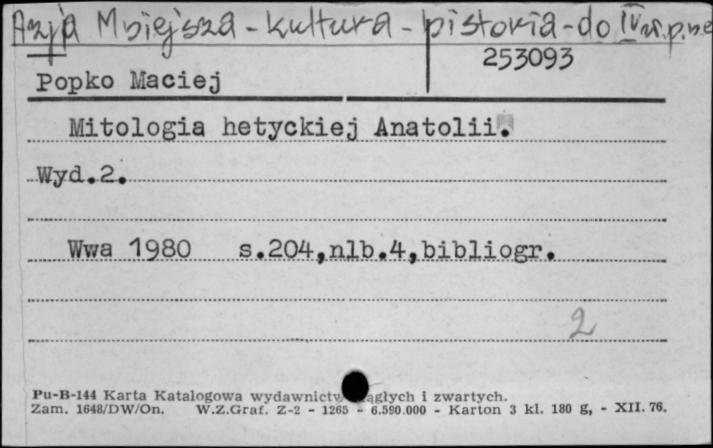 Azja Mniejsza - kultura - historia - do IV w. p.n.e
253093
Popko Maciej
Mitologia hetyckiej Anatolii.
Wyd.2.
Wwa 1980 s.204,nlb.4,bibliogr.
2
Pu-B-144 Karta Katalogowa wydawnictw ągłych i zwartych.
Zam. 1648/DW/On. W.Z.Graf. Z-2 - 1265 - 6.590.000 - Karton 3 kl. 180 g, - XII. 76.